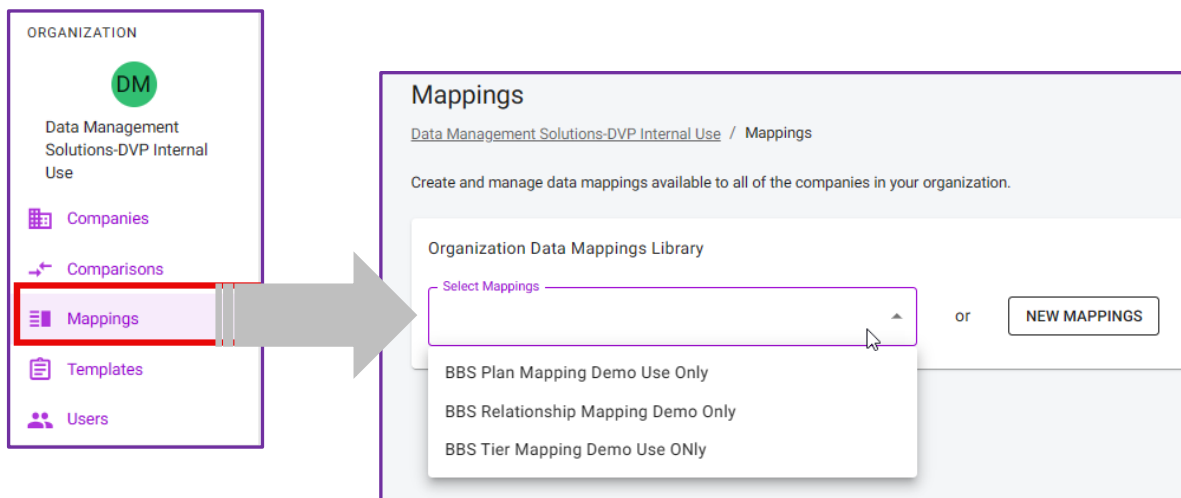 ORGANIZATION
DM
Data Management
Solutions-DVP Internal
Use
Companies
Comparisons
Mappings
Templates
Users
Mappings
Data Management Solutions-DVP Internal Use / Mappings
Create and manage data mappings available to all of the companies in your organization.
Organization Data Mappings Library
Select Mappings
or NEW MAPPINGS
BBS Plan Mapping Demo Use Only
BBS Relationship Mapping Demo Only
BBS Tier Mapping Demo Use ONly